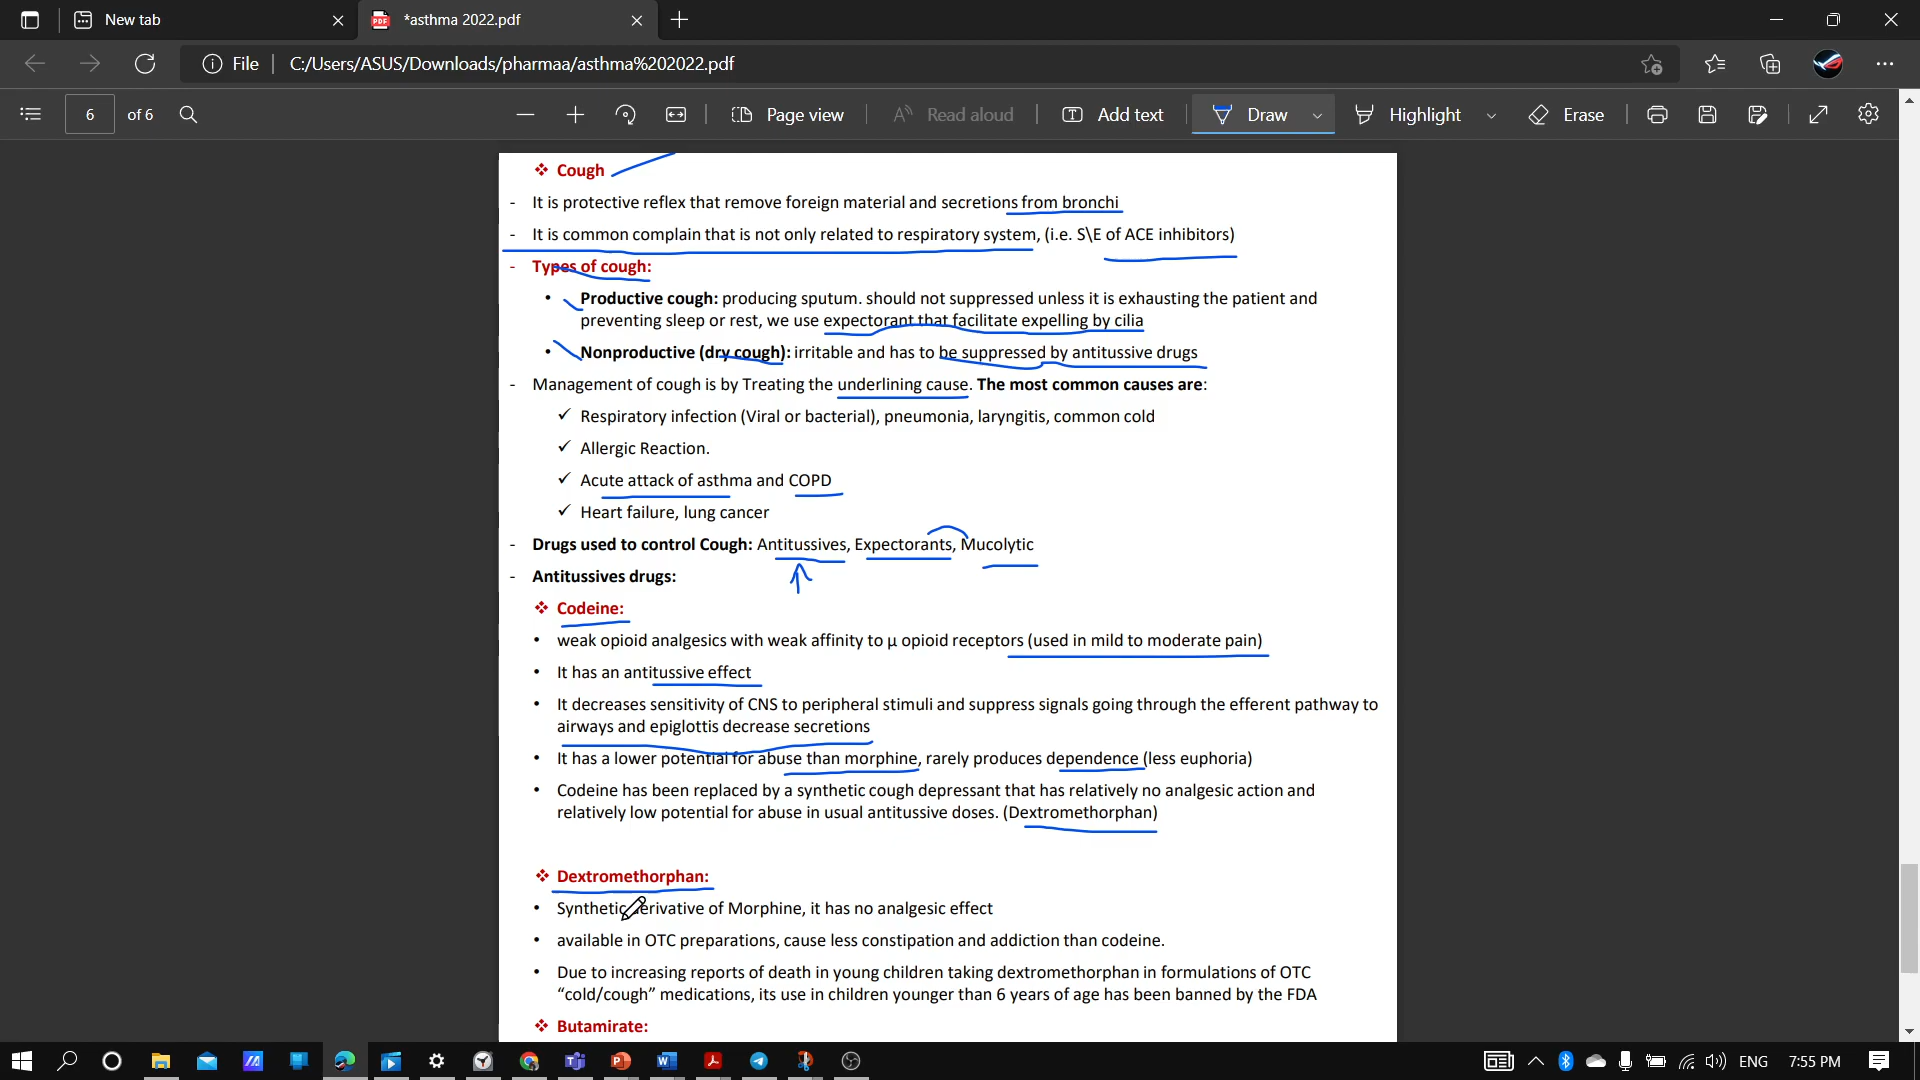 New tab
*asthma 2022.pdf
File
C:/Users/ASUS/Downloads/pharmaa/asthma%202022.pdf
6 of 6
Page view
Read aloud
Add text
Draw
Highlight
Erase
❖ Cough
- It is protective reflex that remove foreign material and secretions from bronchi
- It is common complain that is not only related to respiratory system, (i.e. S\E of ACE inhibitors)
- Types of cough:
• Productive cough: producing sputum. should not suppressed unless it is exhausting the patient and
preventing sleep or rest, we use expectorant that facilitate expelling by cilia
• Nonproductive (dry cough): irritable and has to be suppressed by antitussive drugs
- Management of cough is by Treating the underlining cause. The most common causes are:
✓ Respiratory infection (Viral or bacterial), pneumonia, laryngitis, common cold
✓ Allergic Reaction.
✓ Acute attack of asthma and COPD
✓ Heart failure, lung cancer
- Drugs used to control Cough: Antitussives, Expectorants, Mucolytic
- Antitussives drugs:
❖ Codeine:
• weak opioid analgesics with weak affinity to μ opioid receptors (used in mild to moderate pain)
• It has an antitussive effect
• It decreases sensitivity of CNS to peripheral stimuli and suppress signals going through the efferent pathway to
airways and epiglottis decrease secretions
• It has a lower potential for abuse than morphine, rarely produces dependence (less euphoria)
• Codeine has been replaced by a synthetic cough depressant that has relatively no analgesic action and
relatively low potential for abuse in usual antitussive doses. (Dextromethorphan)
❖ Dextromethorphan:
• Synthetic derivative of Morphine, it has no analgesic effect
• available in OTC preparations, cause less constipation and addiction than codeine.
• Due to increasing reports of death in young children taking dextromethorphan in formulations of OTC
“cold/cough” medications, its use in children younger than 6 years of age has been banned by the FDA
❖ Butamirate:
ENG
7:55 PM